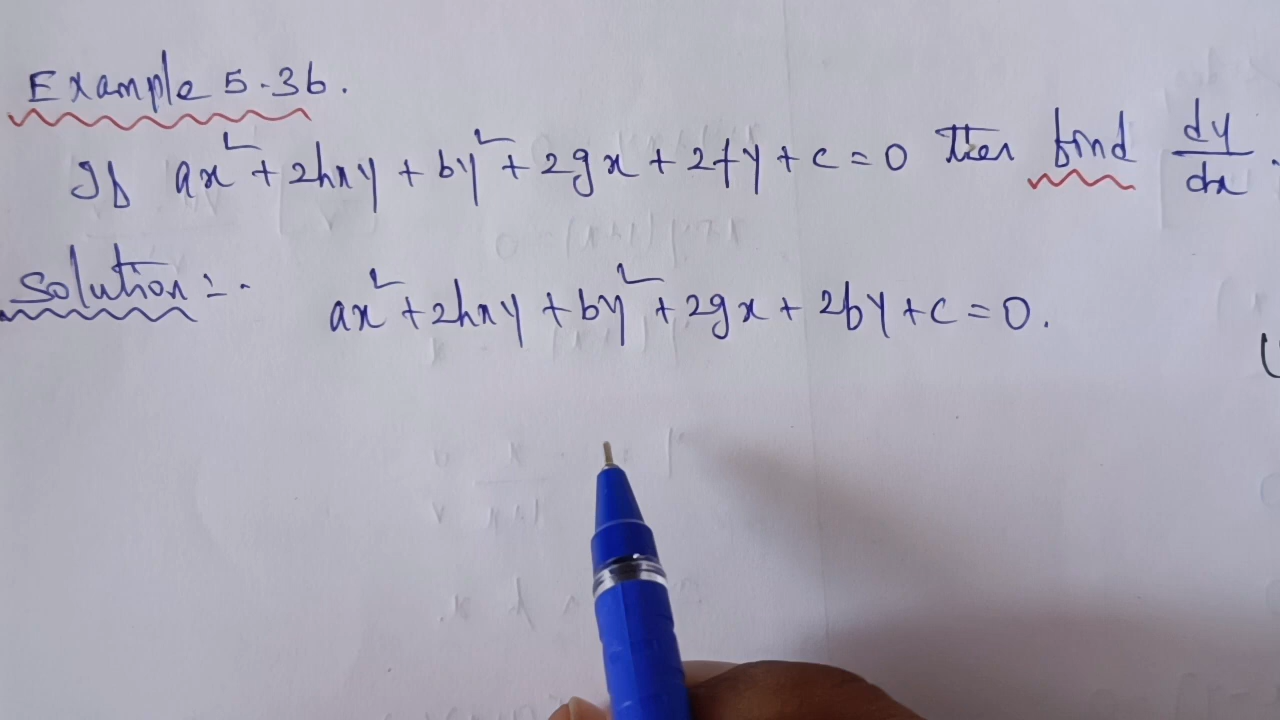 Example 5.36.
If ax² + 2hxy + by² + 2gx + 2fy + c = 0 then find dy/dx.
Solution:-
ax² + 2hxy + by² + 2gx + 2fy + c = 0.